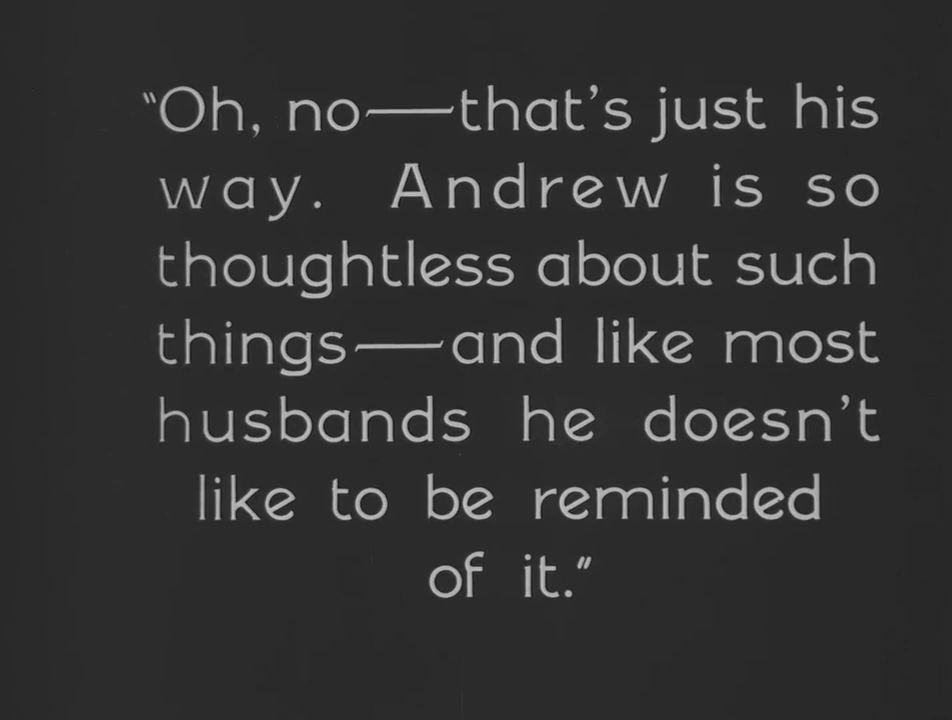 “Oh, no—that’s just his
way. Andrew is so
thoughtless about such
things—and like most
husbands he doesn’t
like to be reminded
of it.”